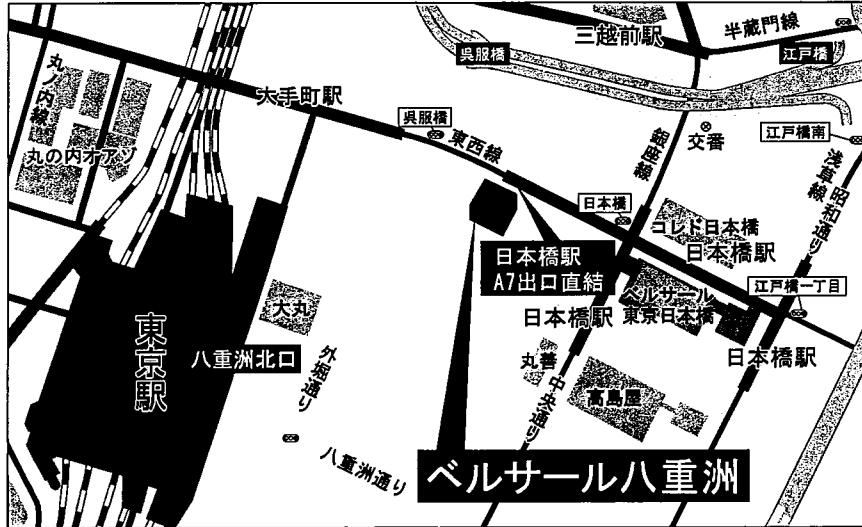 半蔵門線
三越前駅
呉服橋
江戸橋
丸ノ内線
大手町駅
呉服橋
東西線
銀座線
交番
江戸橋南
丸の内オアゾ
浅草線
昭和通り
日本橋
コレド日本橋
日本橋駅
日本橋駅
A7出口直結
江戸橋一丁目
ベルサール
東京日本橋
大丸
日本橋駅
日本橋駅
東京駅
八重洲北口
外堀通り
丸善
中央通り
高島屋
八重洲通り
ベルサール八重洲